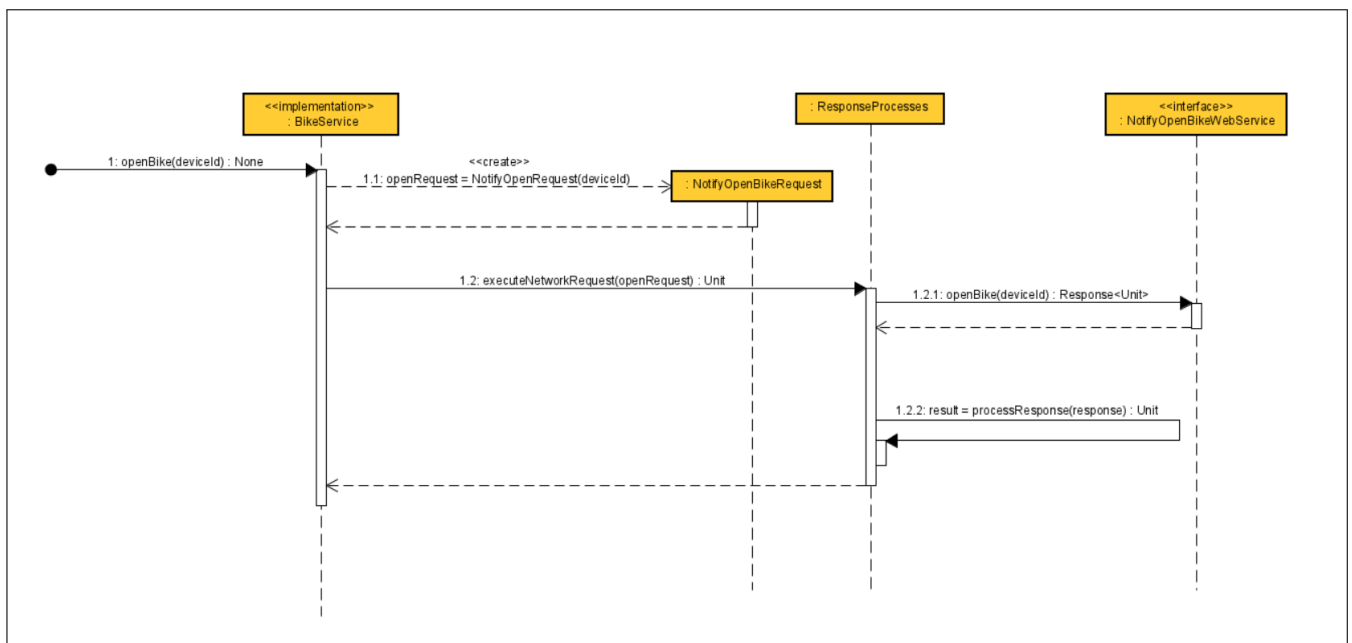 <<implementation>>
: BikeService
: ResponseProcesses
<<interface>>
: NotifyOpenBikeWebService
1: openBike(deviceId) : None
<<create>>
1.1: openRequest = NotifyOpenRequest(deviceId)
: NotifyOpenBikeRequest
1.2: executeNetworkRequest(openRequest) : Unit
1.2.1: openBike(deviceId) : Response<Unit>
1.2.2: result = processResponse(response) : Unit